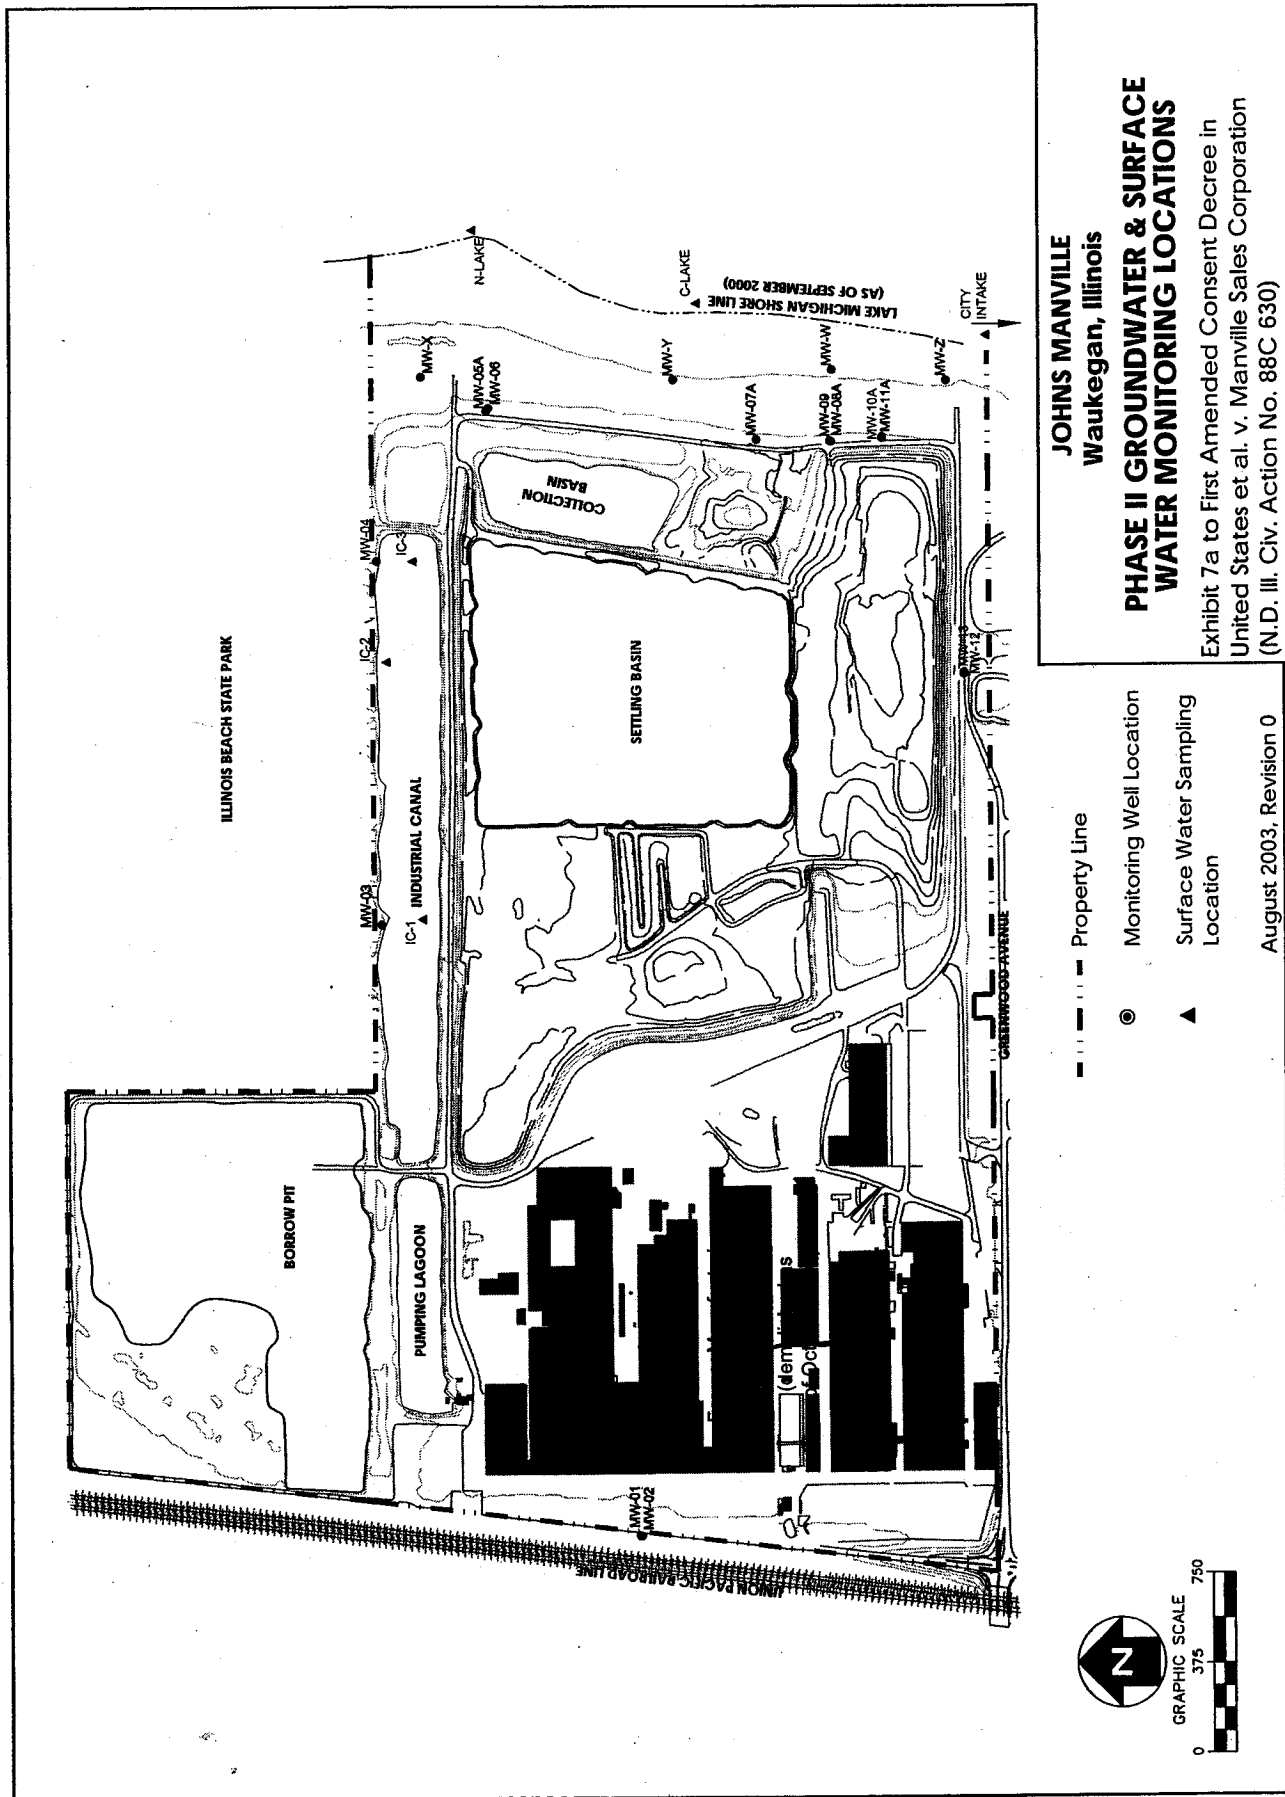 ILLINOIS BEACH STATE PARK
BORROW PIT
PUMPING LAGOON
MW-03
IC-1
INDUSTRIAL CANAL
IC-2
MW-04
IC-3
MW-X
N-LAKE
MW-05A
MW-06
COLLECTION
BASIN
SETTLING BASIN
C-LAKE
LAKE MICHIGAN SHORE LINE
(AS OF SEPTEMBER 2000)
MW-Y
MW-07A
MW-W
MW-09
MW-08A
MW-10A
MW-11A
MW-Z
CITY
INTAKE
MW-13
MW-12
GREENWOOD AVENUE
MW-01
MW-02
UNION PACIFIC RAILROAD LINE
JOHNS MANVILLE
Waukegan, Illinois
PHASE II GROUNDWATER & SURFACE
WATER MONITORING LOCATIONS
Exhibit 7a to First Amended Consent Decree in
United States et al. v. Manville Sales Corporation
(N.D. Ill. Civ. Action No. 88C 630)
Property Line
Monitoring Well Location
Surface Water Sampling
Location
August 2003, Revision 0
N
GRAPHIC SCALE
0 375 750